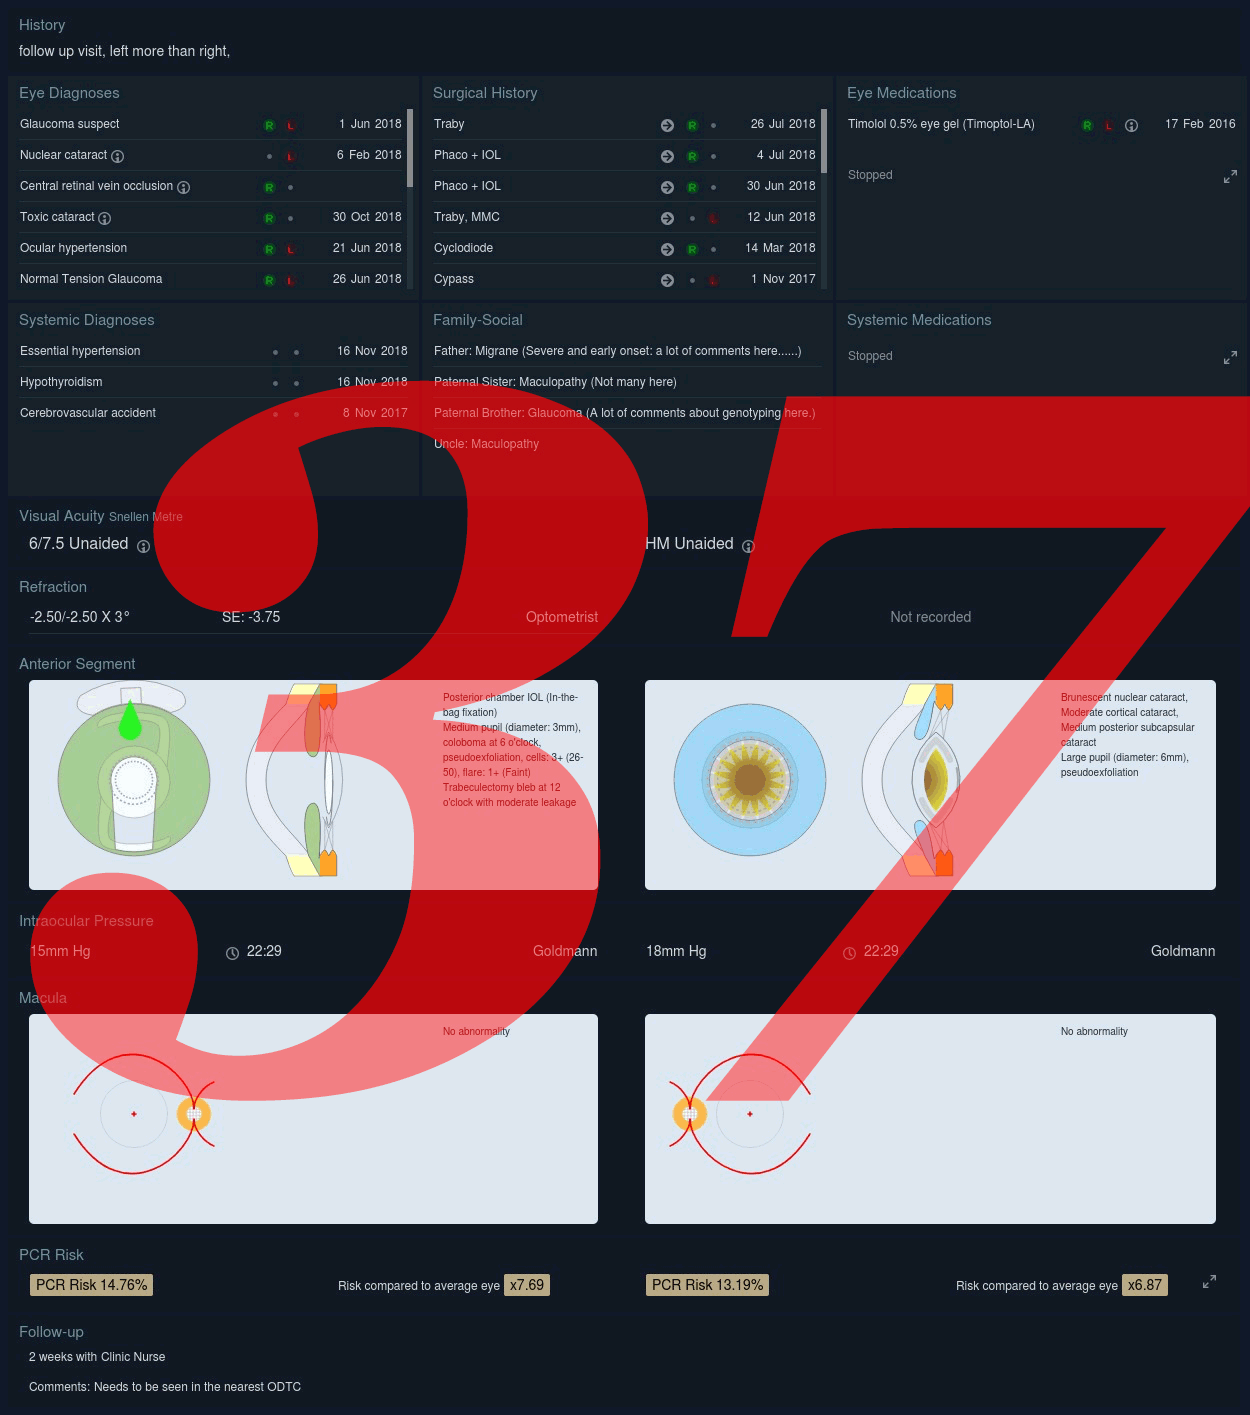 History
follow up visit, left more than right,
Eye Diagnoses
Glaucoma suspect R L 1 Jun 2018
Nuclear cataract L 6 Feb 2018
Central retinal vein occlusion R
Toxic cataract R 30 Oct 2018
Ocular hypertension R L 21 Jun 2018
Normal Tension Glaucoma R L 26 Jun 2018
Surgical History
Traby R 26 Jul 2018
Phaco + IOL R 4 Jul 2018
Phaco + IOL R 30 Jun 2018
Traby, MMC L 12 Jun 2018
Cyclodiode R 14 Mar 2018
Cypass L 1 Nov 2017
Eye Medications
Timolol 0.5% eye gel (Timoptol-LA) R L 17 Feb 2016
Stopped
Systemic Diagnoses
Essential hypertension 16 Nov 2018
Hypothyroidism 16 Nov 2018
Cerebrovascular accident 8 Nov 2017
Family-Social
Father: Migrane (Severe and early onset: a lot of comments here......)
Paternal Sister: Maculopathy (Not many here)
Paternal Brother: Glaucoma (A lot of comments about genotyping here.)
Uncle: Maculopathy
Systemic Medications
Stopped
37
Visual Acuity Snellen Metre
6/7.5 Unaided
HM Unaided
Refraction
-2.50/-2.50 X 3° SE: -3.75 Optometrist
Not recorded
Anterior Segment
Posterior chamber IOL (In-the-
bag fixation)
Medium pupil (diameter: 3mm),
coloboma at 6 o'clock,
pseudoexfoliation, cells: 3+ (26-
50), flare: 1+ (Faint)
Trabeculectomy bleb at 12
o'clock with moderate leakage
Brunescent nuclear cataract,
Moderate cortical cataract,
Medium posterior subcapsular
cataract
Large pupil (diameter: 6mm),
pseudoexfoliation
Intraocular Pressure
15mm Hg 22:29 Goldmann
18mm Hg 22:29 Goldmann
Macula
No abnormality
No abnormality
PCR Risk
PCR Risk 14.76% Risk compared to average eye x7.69
PCR Risk 13.19% Risk compared to average eye x6.87
Follow-up
2 weeks with Clinic Nurse
Comments: Needs to be seen in the nearest ODTC